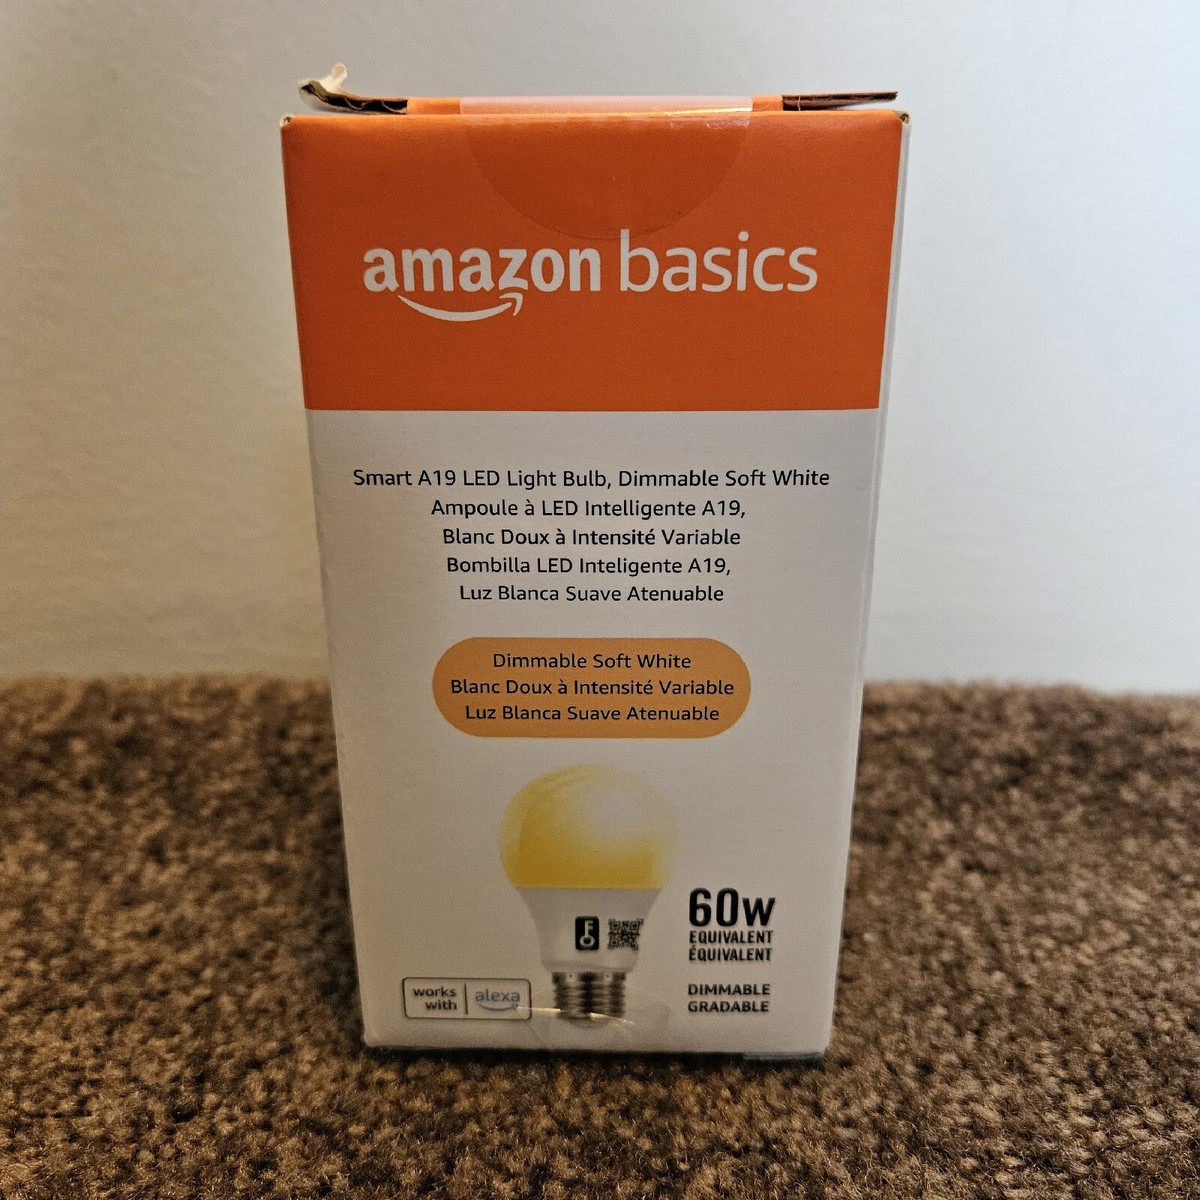 amazon basics
Smart A19 LED Light Bulb, Dimmable Soft White
Ampoule à LED Intelligente A19,
Blanc Doux à Intensité Variable
Bombilla LED Inteligente A19,
Luz Blanca Suave Atenuable
Dimmable Soft White
Blanc Doux à Intensité Variable
Luz Blanca Suave Atenuable
60W
EQUIVALENT
ÉQUIVALENT
DIMMABLE
GRADABLE
works
with
alexa